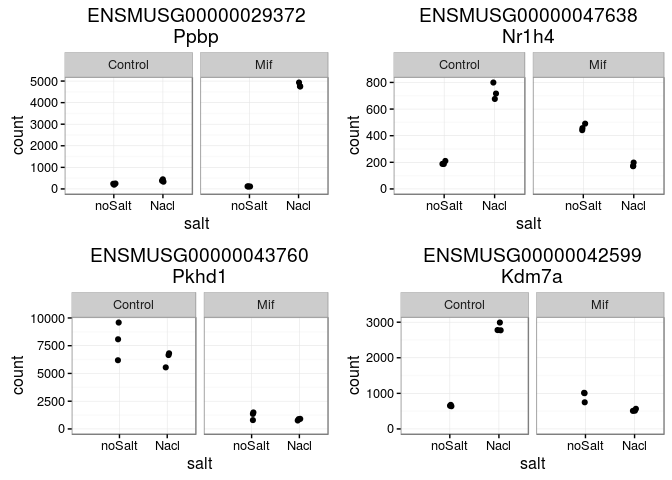 ENSMUSG00000029372
Ppbp
Control Mif
5000
4000
3000
2000
1000
0
count
noSalt Nacl noSalt Nacl
salt
ENSMUSG00000047638
Nr1h4
Control Mif
800
600
400
200
0
count
noSalt Nacl noSalt Nacl
salt
ENSMUSG00000043760
Pkhd1
Control Mif
10000
7500
5000
2500
0
count
noSalt Nacl noSalt Nacl
salt
ENSMUSG00000042599
Kdm7a
Control Mif
3000
2000
1000
0
count
noSalt Nacl noSalt Nacl
salt